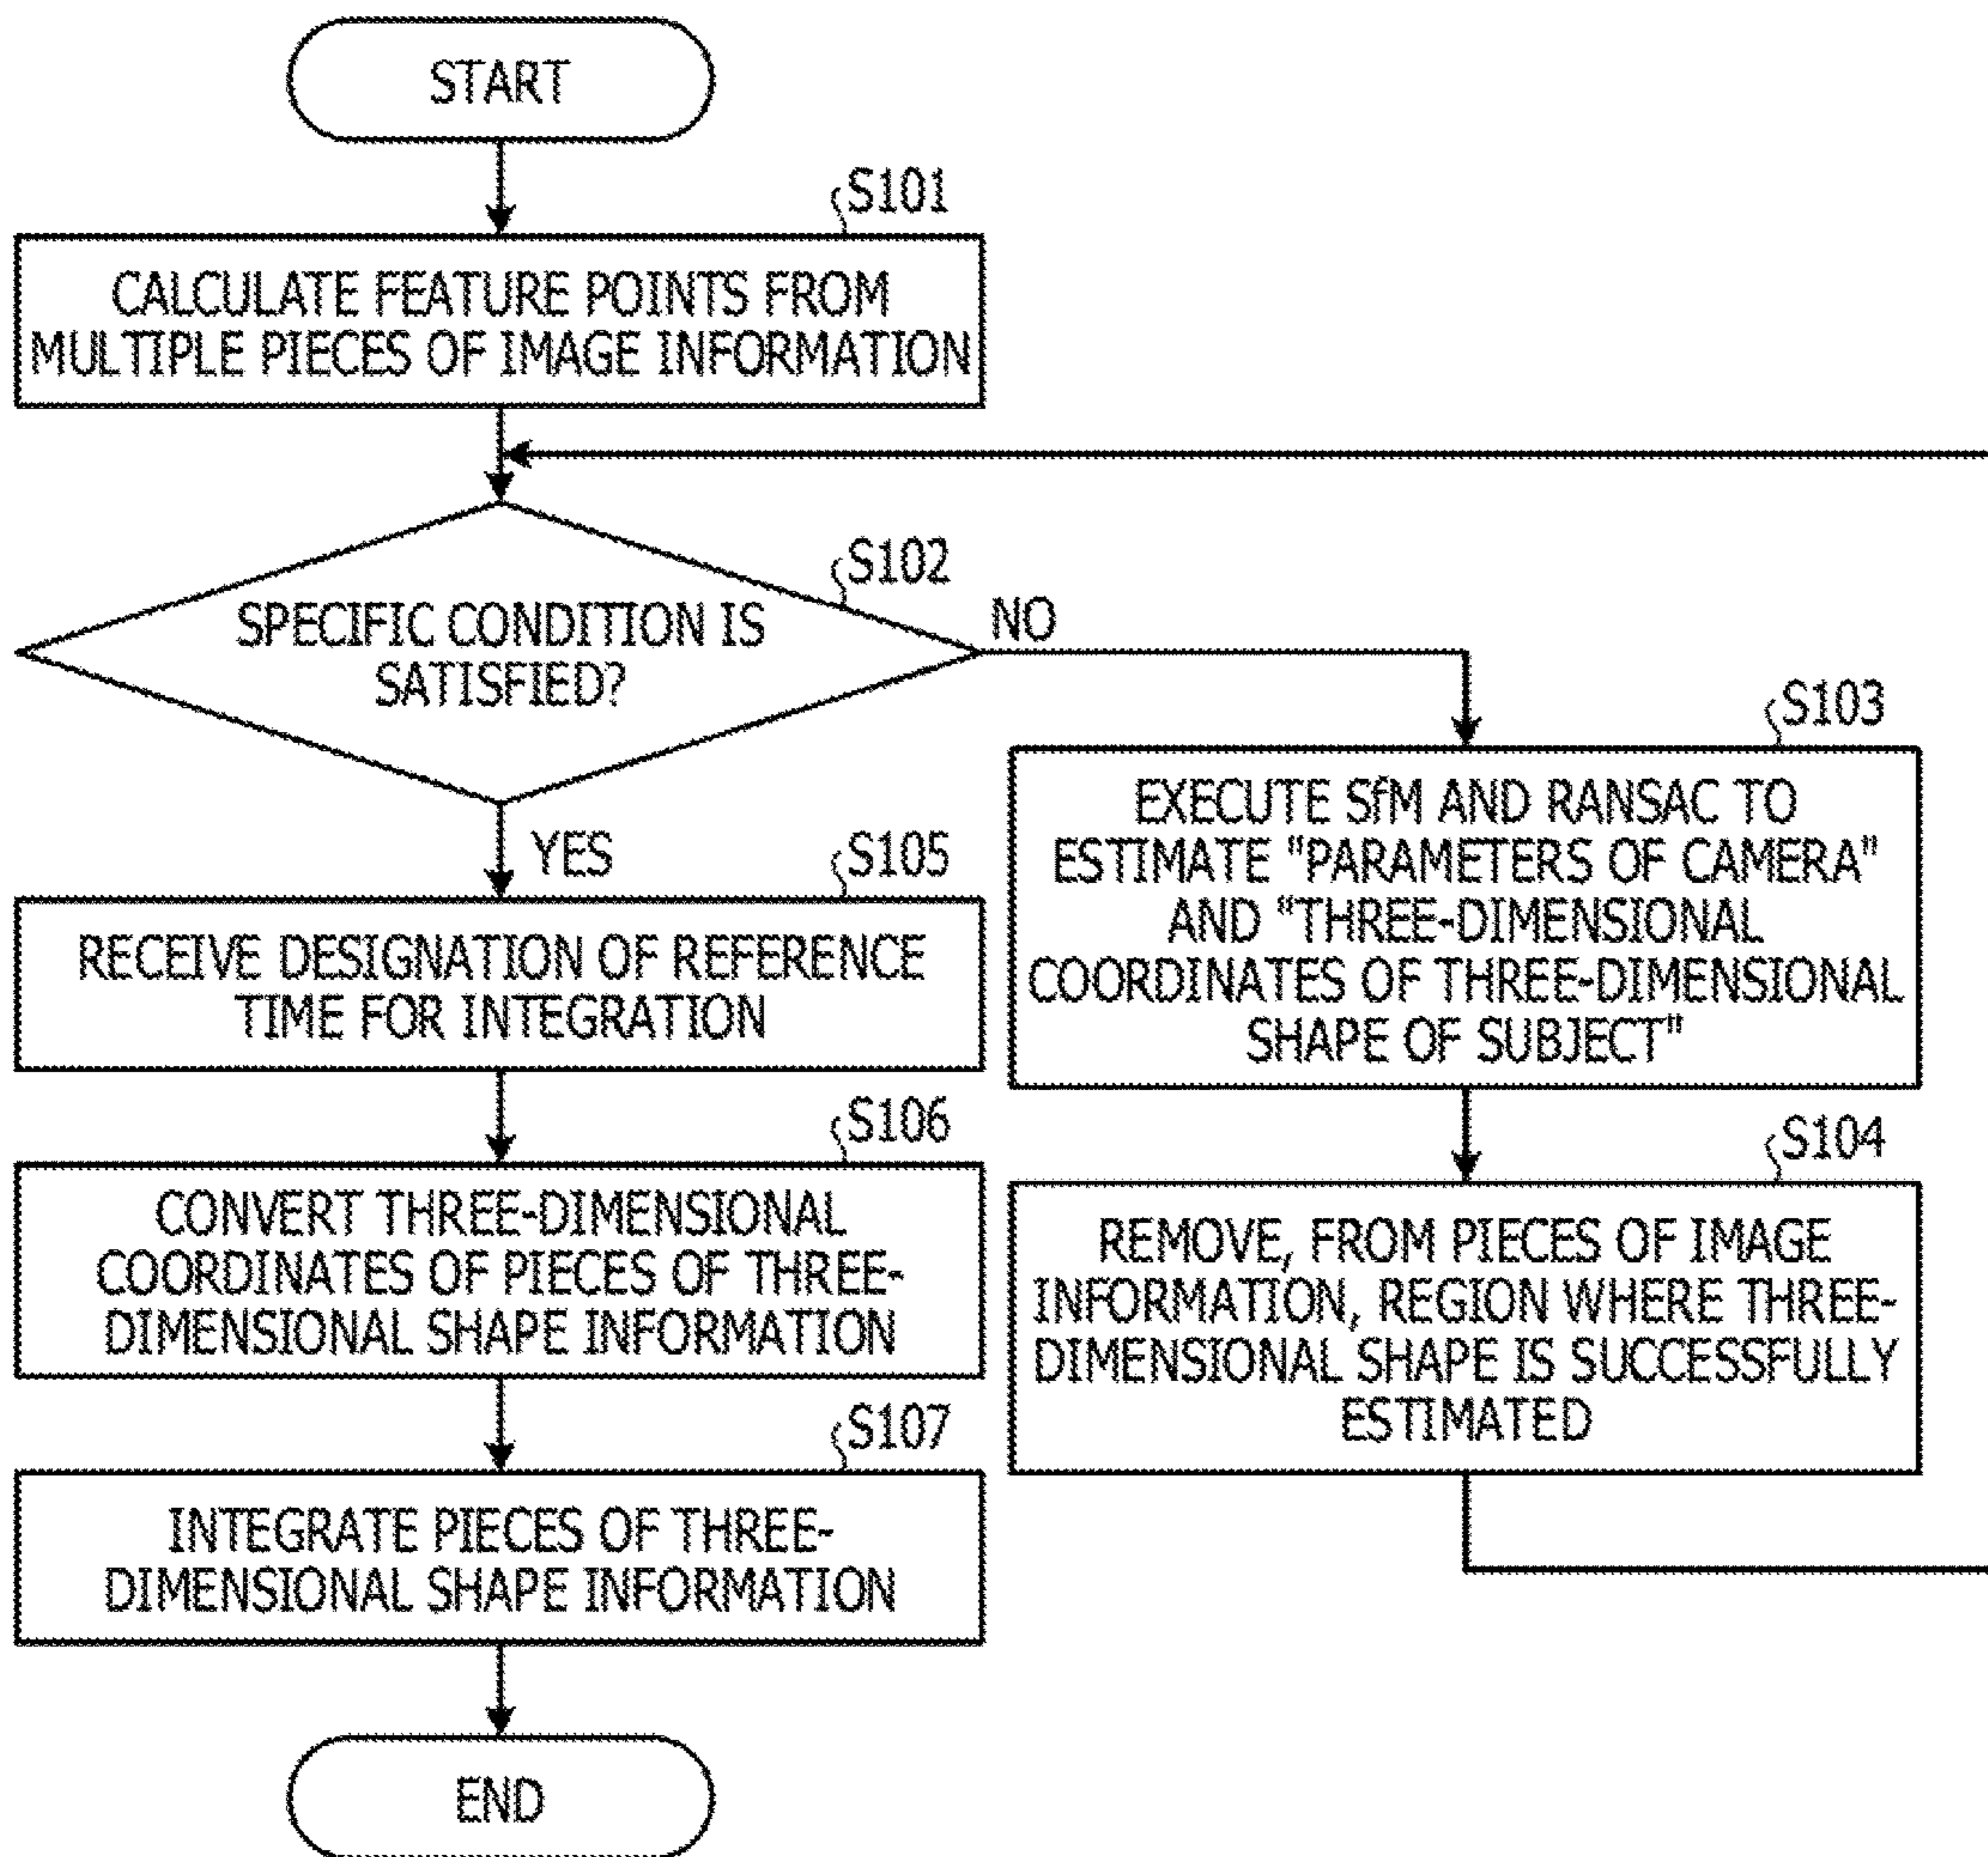 START
S101
CALCULATE FEATURE POINTS FROM
MULTIPLE PIECES OF IMAGE INFORMATION
S102
SPECIFIC CONDITION IS
SATISFIED?
NO
YES
S103
EXECUTE SfM AND RANSAC TO
ESTIMATE "PARAMETERS OF CAMERA"
AND "THREE-DIMENSIONAL
COORDINATES OF THREE-DIMENSIONAL
SHAPE OF SUBJECT"
S104
REMOVE, FROM PIECES OF IMAGE
INFORMATION, REGION WHERE THREE-
DIMENSIONAL SHAPE IS SUCCESSFULLY
ESTIMATED
S105
RECEIVE DESIGNATION OF REFERENCE
TIME FOR INTEGRATION
S106
CONVERT THREE-DIMENSIONAL
COORDINATES OF PIECES OF THREE-
DIMENSIONAL SHAPE INFORMATION
S107
INTEGRATE PIECES OF THREE-
DIMENSIONAL SHAPE INFORMATION
END